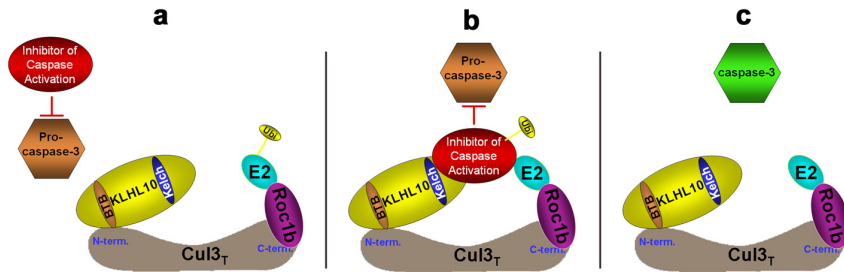 a
Inhibitor of
Caspase
Activation
Pro-
caspase-3
Ubi
KLHL10
BTB
Kelch
E2
Roc1b
N-term.
C-term.
Cul3T
b
Pro-
caspase-3
Ubi
Inhibitor of
Caspase
Activation
KLHL10
BTB
Kelch
E2
Roc1b
N-term.
C-term.
Cul3T
c
caspase-3
KLHL10
BTB
Kelch
E2
Roc1b
N-term.
C-term.
Cul3T